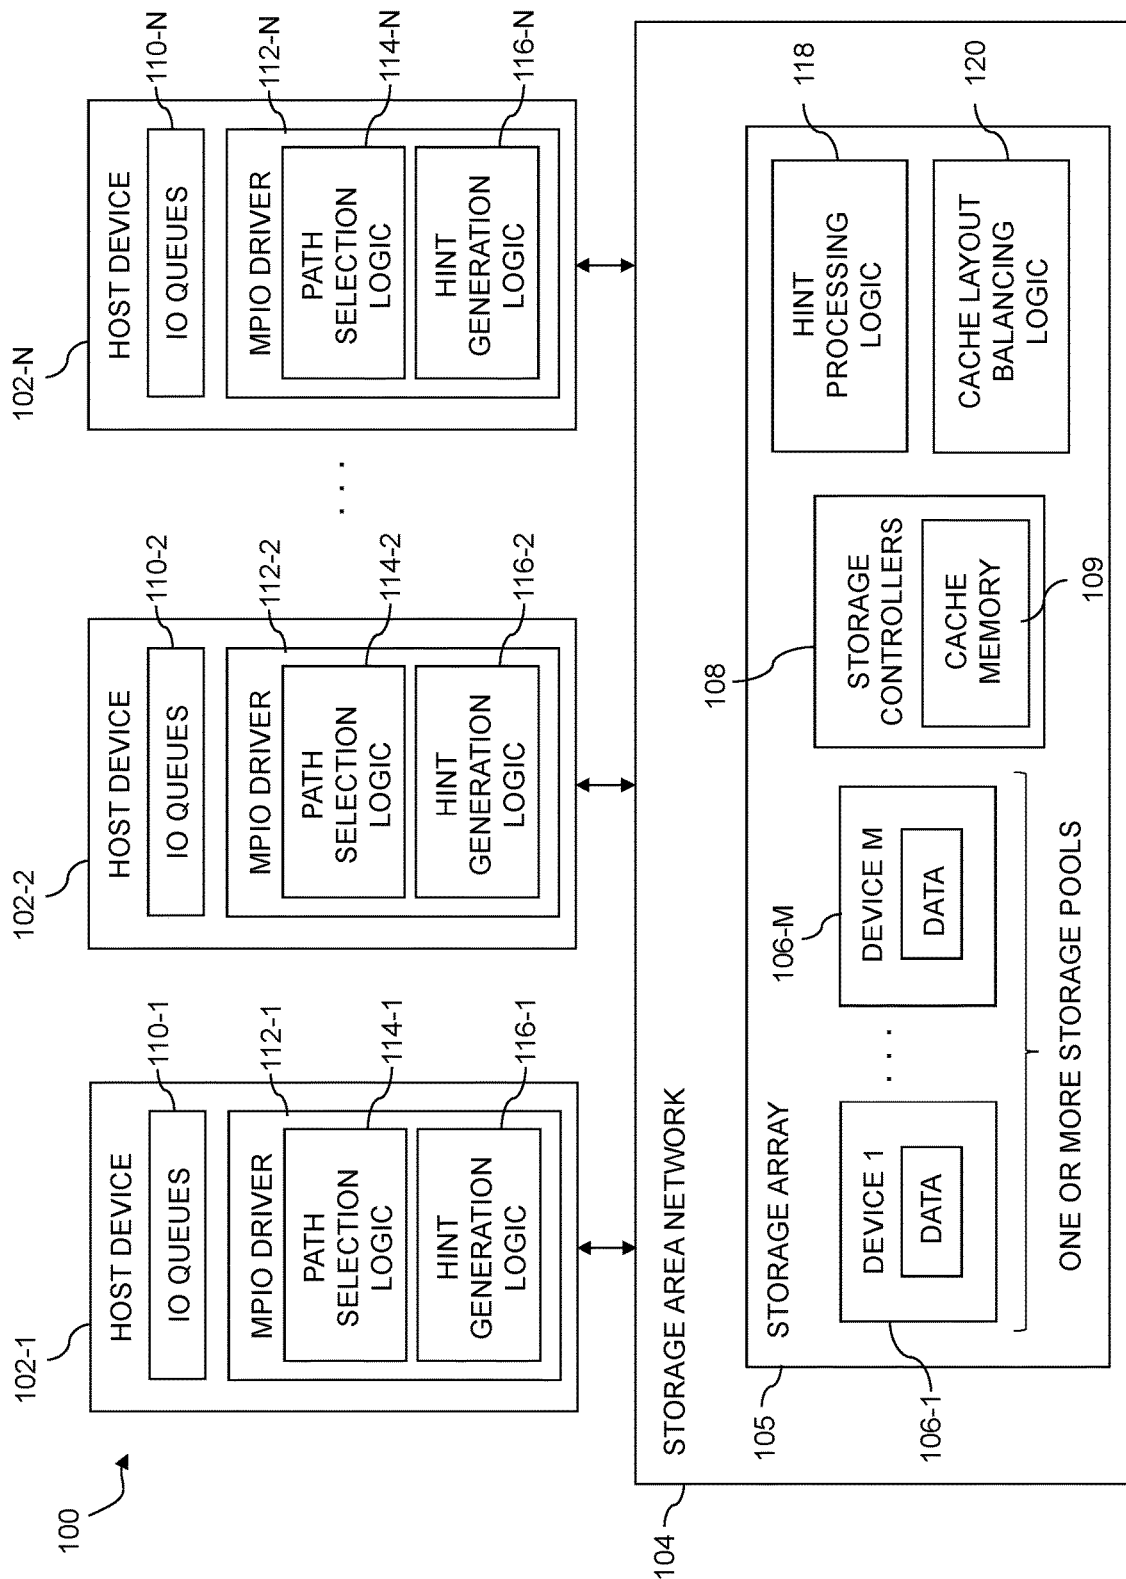 100
102-1
HOST DEVICE
IO QUEUES
110-1
MPIO DRIVER
112-1
PATH
SELECTION
LOGIC
114-1
HINT
GENERATION
LOGIC
116-1
102-2
HOST DEVICE
IO QUEUES
110-2
MPIO DRIVER
112-2
PATH
SELECTION
LOGIC
114-2
HINT
GENERATION
LOGIC
116-2
. . .
102-N
HOST DEVICE
IO QUEUES
110-N
MPIO DRIVER
112-N
PATH
SELECTION
LOGIC
114-N
HINT
GENERATION
LOGIC
116-N
104
STORAGE AREA NETWORK
105
STORAGE ARRAY
106-1
DEVICE 1
DATA
. . .
106-M
DEVICE M
DATA
ONE OR MORE STORAGE POOLS
108
STORAGE
CONTROLLERS
CACHE
MEMORY
109
HINT
PROCESSING
LOGIC
118
CACHE LAYOUT
BALANCING
LOGIC
120